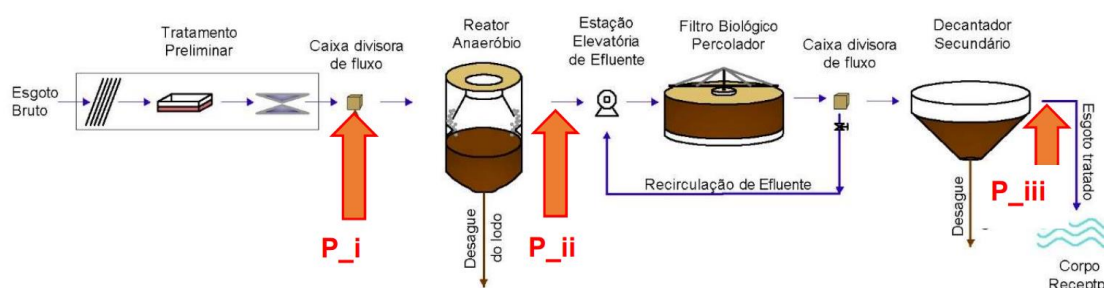 Esgoto
Bruto
Tratamento
Preliminar
Caixa divisora
de fluxo
P_i
Reator
Anaeróbio
Desague
do lodo
P_ii
Estação
Elevatória
de Efluente
Filtro Biológico
Percolador
Caixa divisora
de fluxo
Recirculação de Efluente
Decantador
Secundário
Desague
P_iii
Esgoto tratado
Corpo
Receptp